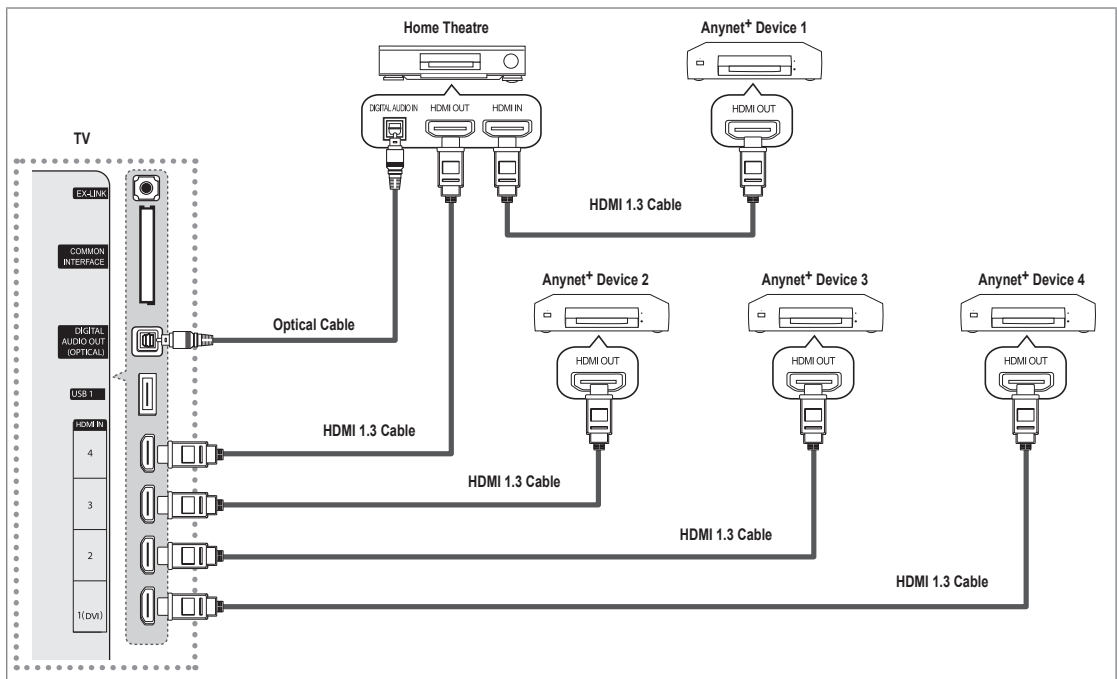 Home Theatre
Anynet+ Device 1
DIGITAL AUDIO IN
HDMI OUT
HDMI IN
HDMI OUT
TV
EX-LINK
HDMI 1.3 Cable
COMMON
INTERFACE
Anynet+ Device 2
Anynet+ Device 3
Anynet+ Device 4
Optical Cable
DIGITAL
AUDIO OUT
(OPTICAL)
HDMI OUT
HDMI OUT
HDMI OUT
USB 1
HDMI IN
HDMI 1.3 Cable
4
HDMI 1.3 Cable
3
HDMI 1.3 Cable
2
HDMI 1.3 Cable
1(DVI)